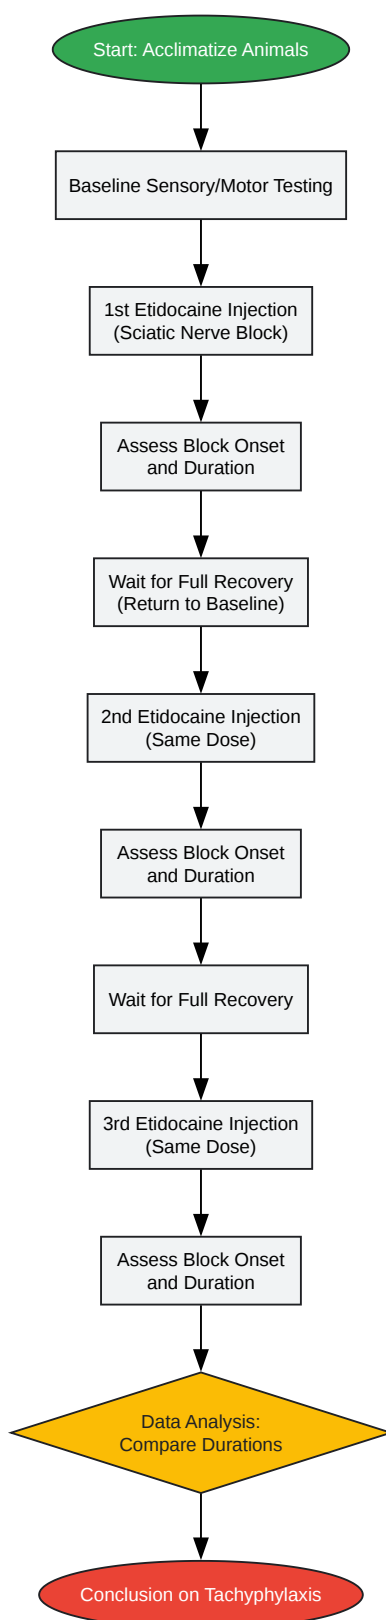 Start: Acclimatize Animals
Baseline Sensory/Motor Testing
1st Etidocaine Injection
(Sciatic Nerve Block)
Assess Block Onset
and Duration
Wait for Full Recovery
(Return to Baseline)
2nd Etidocaine Injection
(Same Dose)
Assess Block Onset
and Duration
Wait for Full Recovery
3rd Etidocaine Injection
(Same Dose)
Assess Block Onset
and Duration
Data Analysis:
Compare Durations
Conclusion on Tachyphylaxis